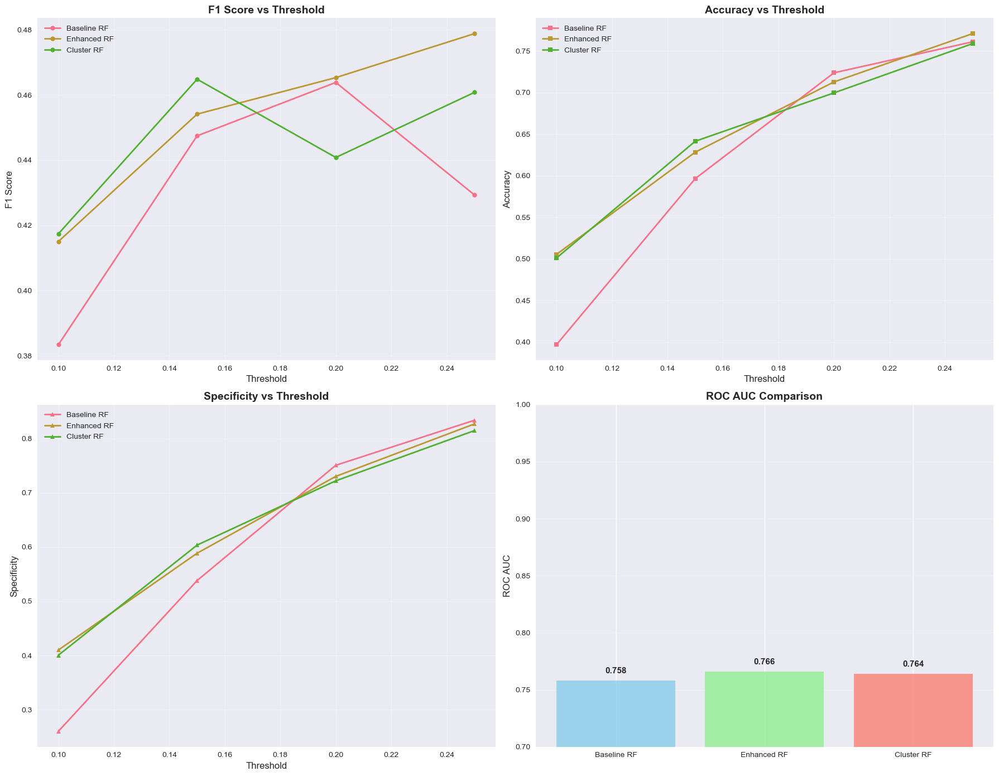 F1 Score vs Threshold
Baseline RF
Enhanced RF
Cluster RF
0.48
0.46
0.44
0.42
0.40
0.38
F1 Score
0.10 0.12 0.14 0.16 0.18 0.20 0.22 0.24
Threshold
Accuracy vs Threshold
Baseline RF
Enhanced RF
Cluster RF
0.75
0.70
0.65
0.60
0.55
0.50
0.45
0.40
Accuracy
0.10 0.12 0.14 0.16 0.18 0.20 0.22 0.24
Threshold
Specificity vs Threshold
Baseline RF
Enhanced RF
Cluster RF
0.8
0.7
0.6
0.5
0.4
0.3
Specificity
0.10 0.12 0.14 0.16 0.18 0.20 0.22 0.24
Threshold
ROC AUC Comparison
1.00
0.95
0.90
0.85
0.80
0.75
0.70
ROC AUC
0.758 0.766 0.764
Baseline RF Enhanced RF Cluster RF